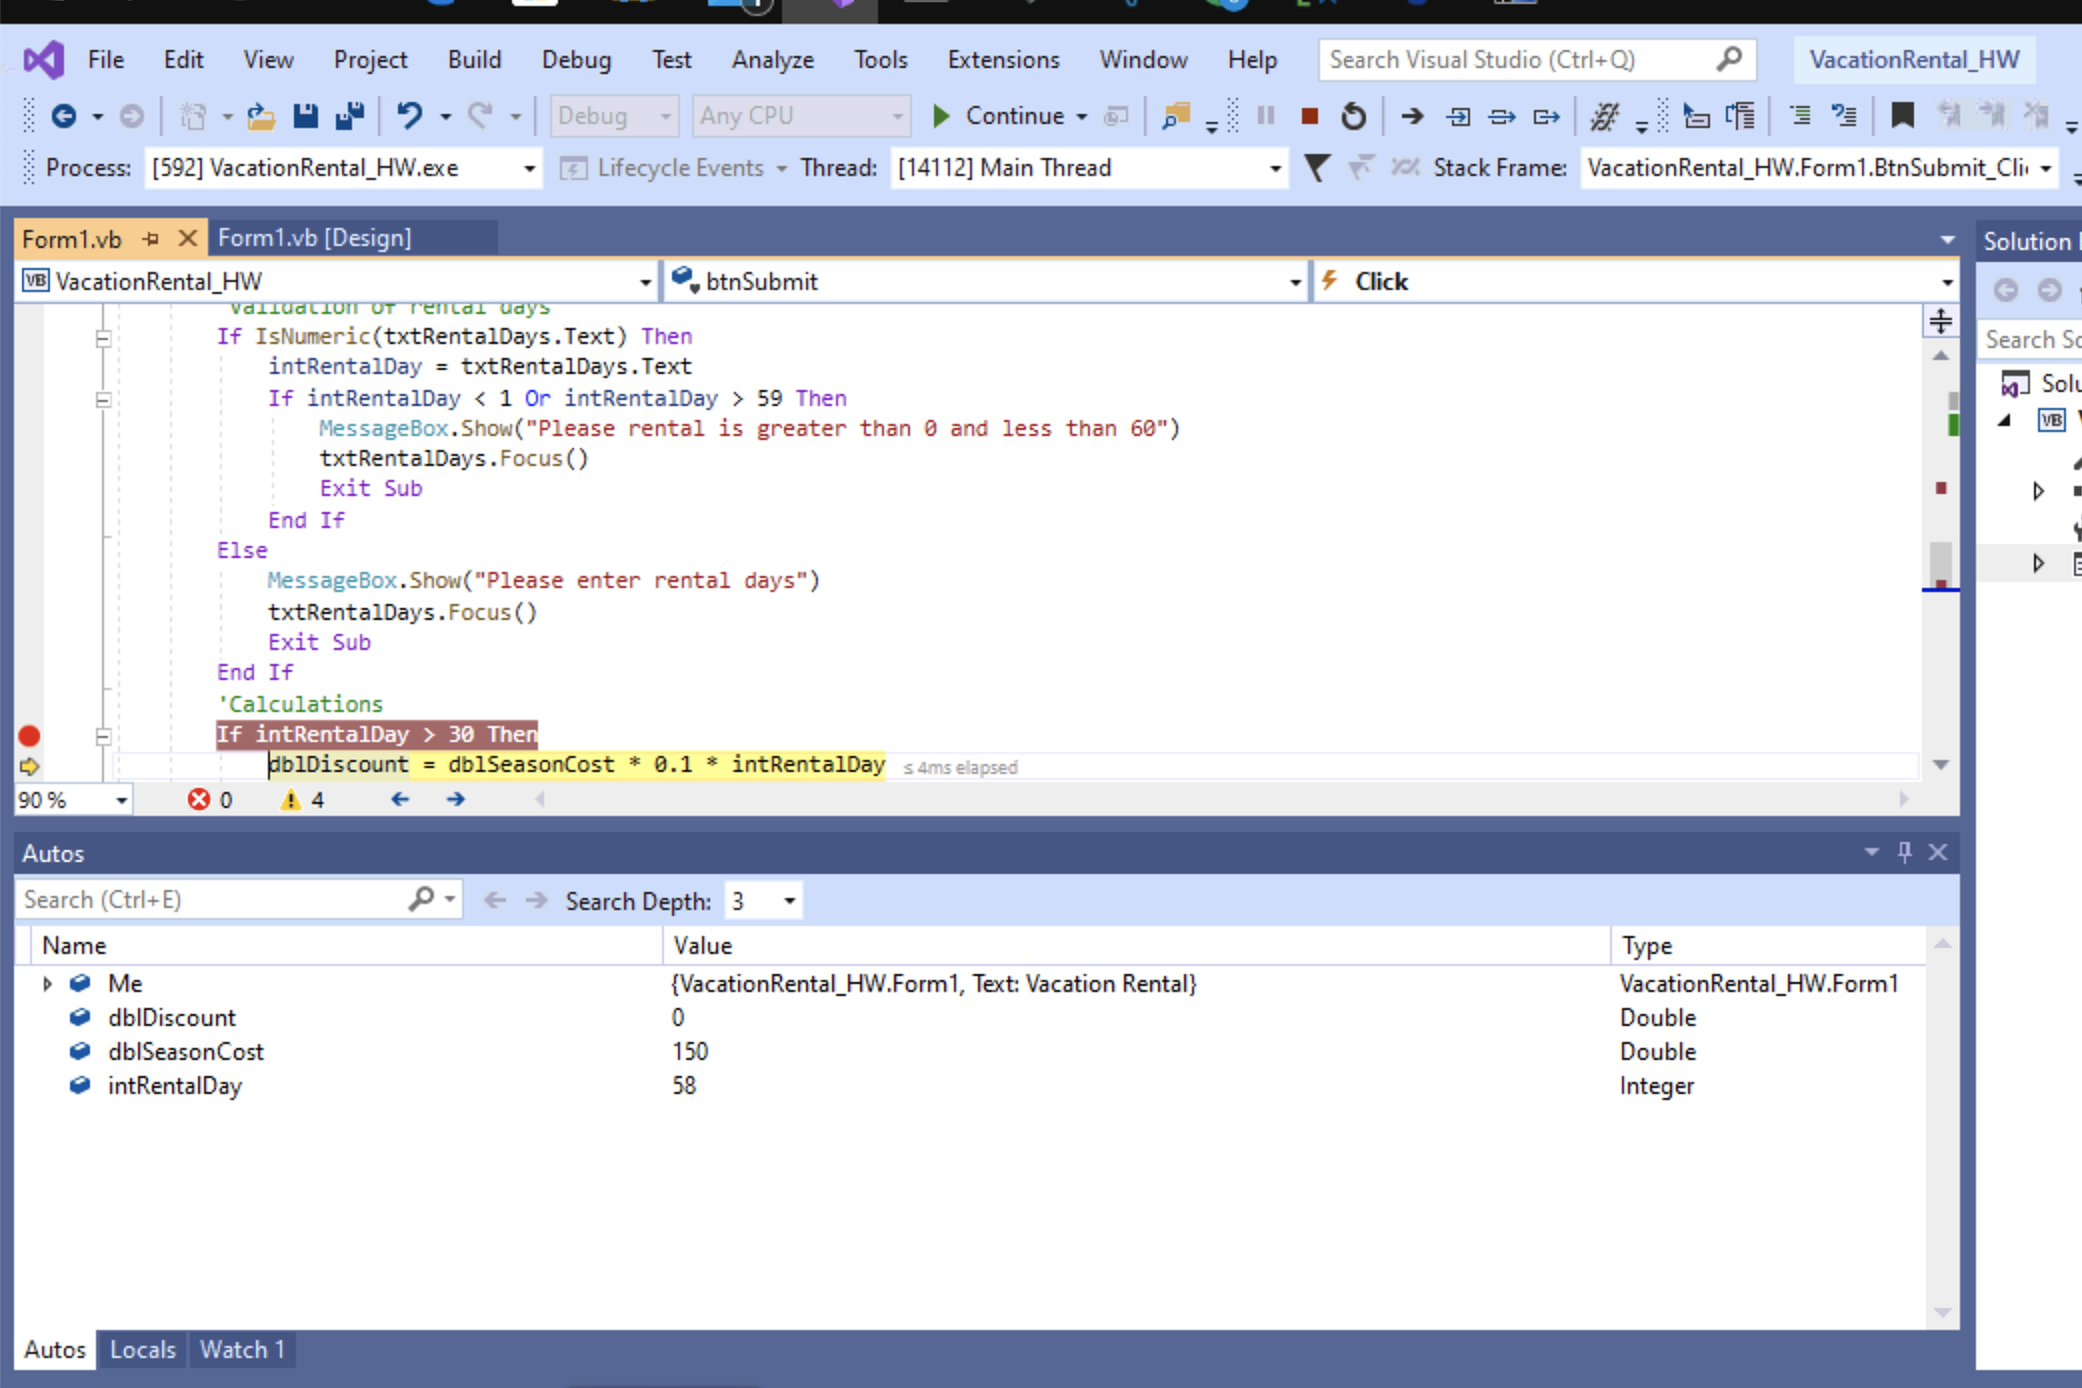 File Edit View Project Build Debug Test Analyze Tools Extensions Window Help Search Visual Studio (Ctrl+Q) VacationRental_HW
Debug Any CPU Continue
Process: [592] VacationRental_HW.exe Lifecycle Events Thread: [14112] Main Thread Stack Frame: VacationRental_HW.Form1.BtnSubmit_Cli
Form1.vb Form1.vb [Design]
VB VacationRental_HW btnSubmit Click
'Validation of rental days
If IsNumeric(txtRentalDays.Text) Then
intRentalDay = txtRentalDays.Text
If intRentalDay < 1 Or intRentalDay > 59 Then
MessageBox.Show("Please rental is greater than 0 and less than 60")
txtRentalDays.Focus()
Exit Sub
End If
Else
MessageBox.Show("Please enter rental days")
txtRentalDays.Focus()
Exit Sub
End If
'Calculations
If intRentalDay > 30 Then
dblDiscount = dblSeasonCost * 0.1 * intRentalDay ≤ 4ms elapsed
90 % 0 4
Solution
Search
VB
Autos
Search (Ctrl+E) Search Depth: 3
Name Value Type
Me {VacationRental_HW.Form1, Text: Vacation Rental} VacationRental_HW.Form1
dblDiscount 0 Double
dblSeasonCost 150 Double
intRentalDay 58 Integer
Autos Locals Watch 1